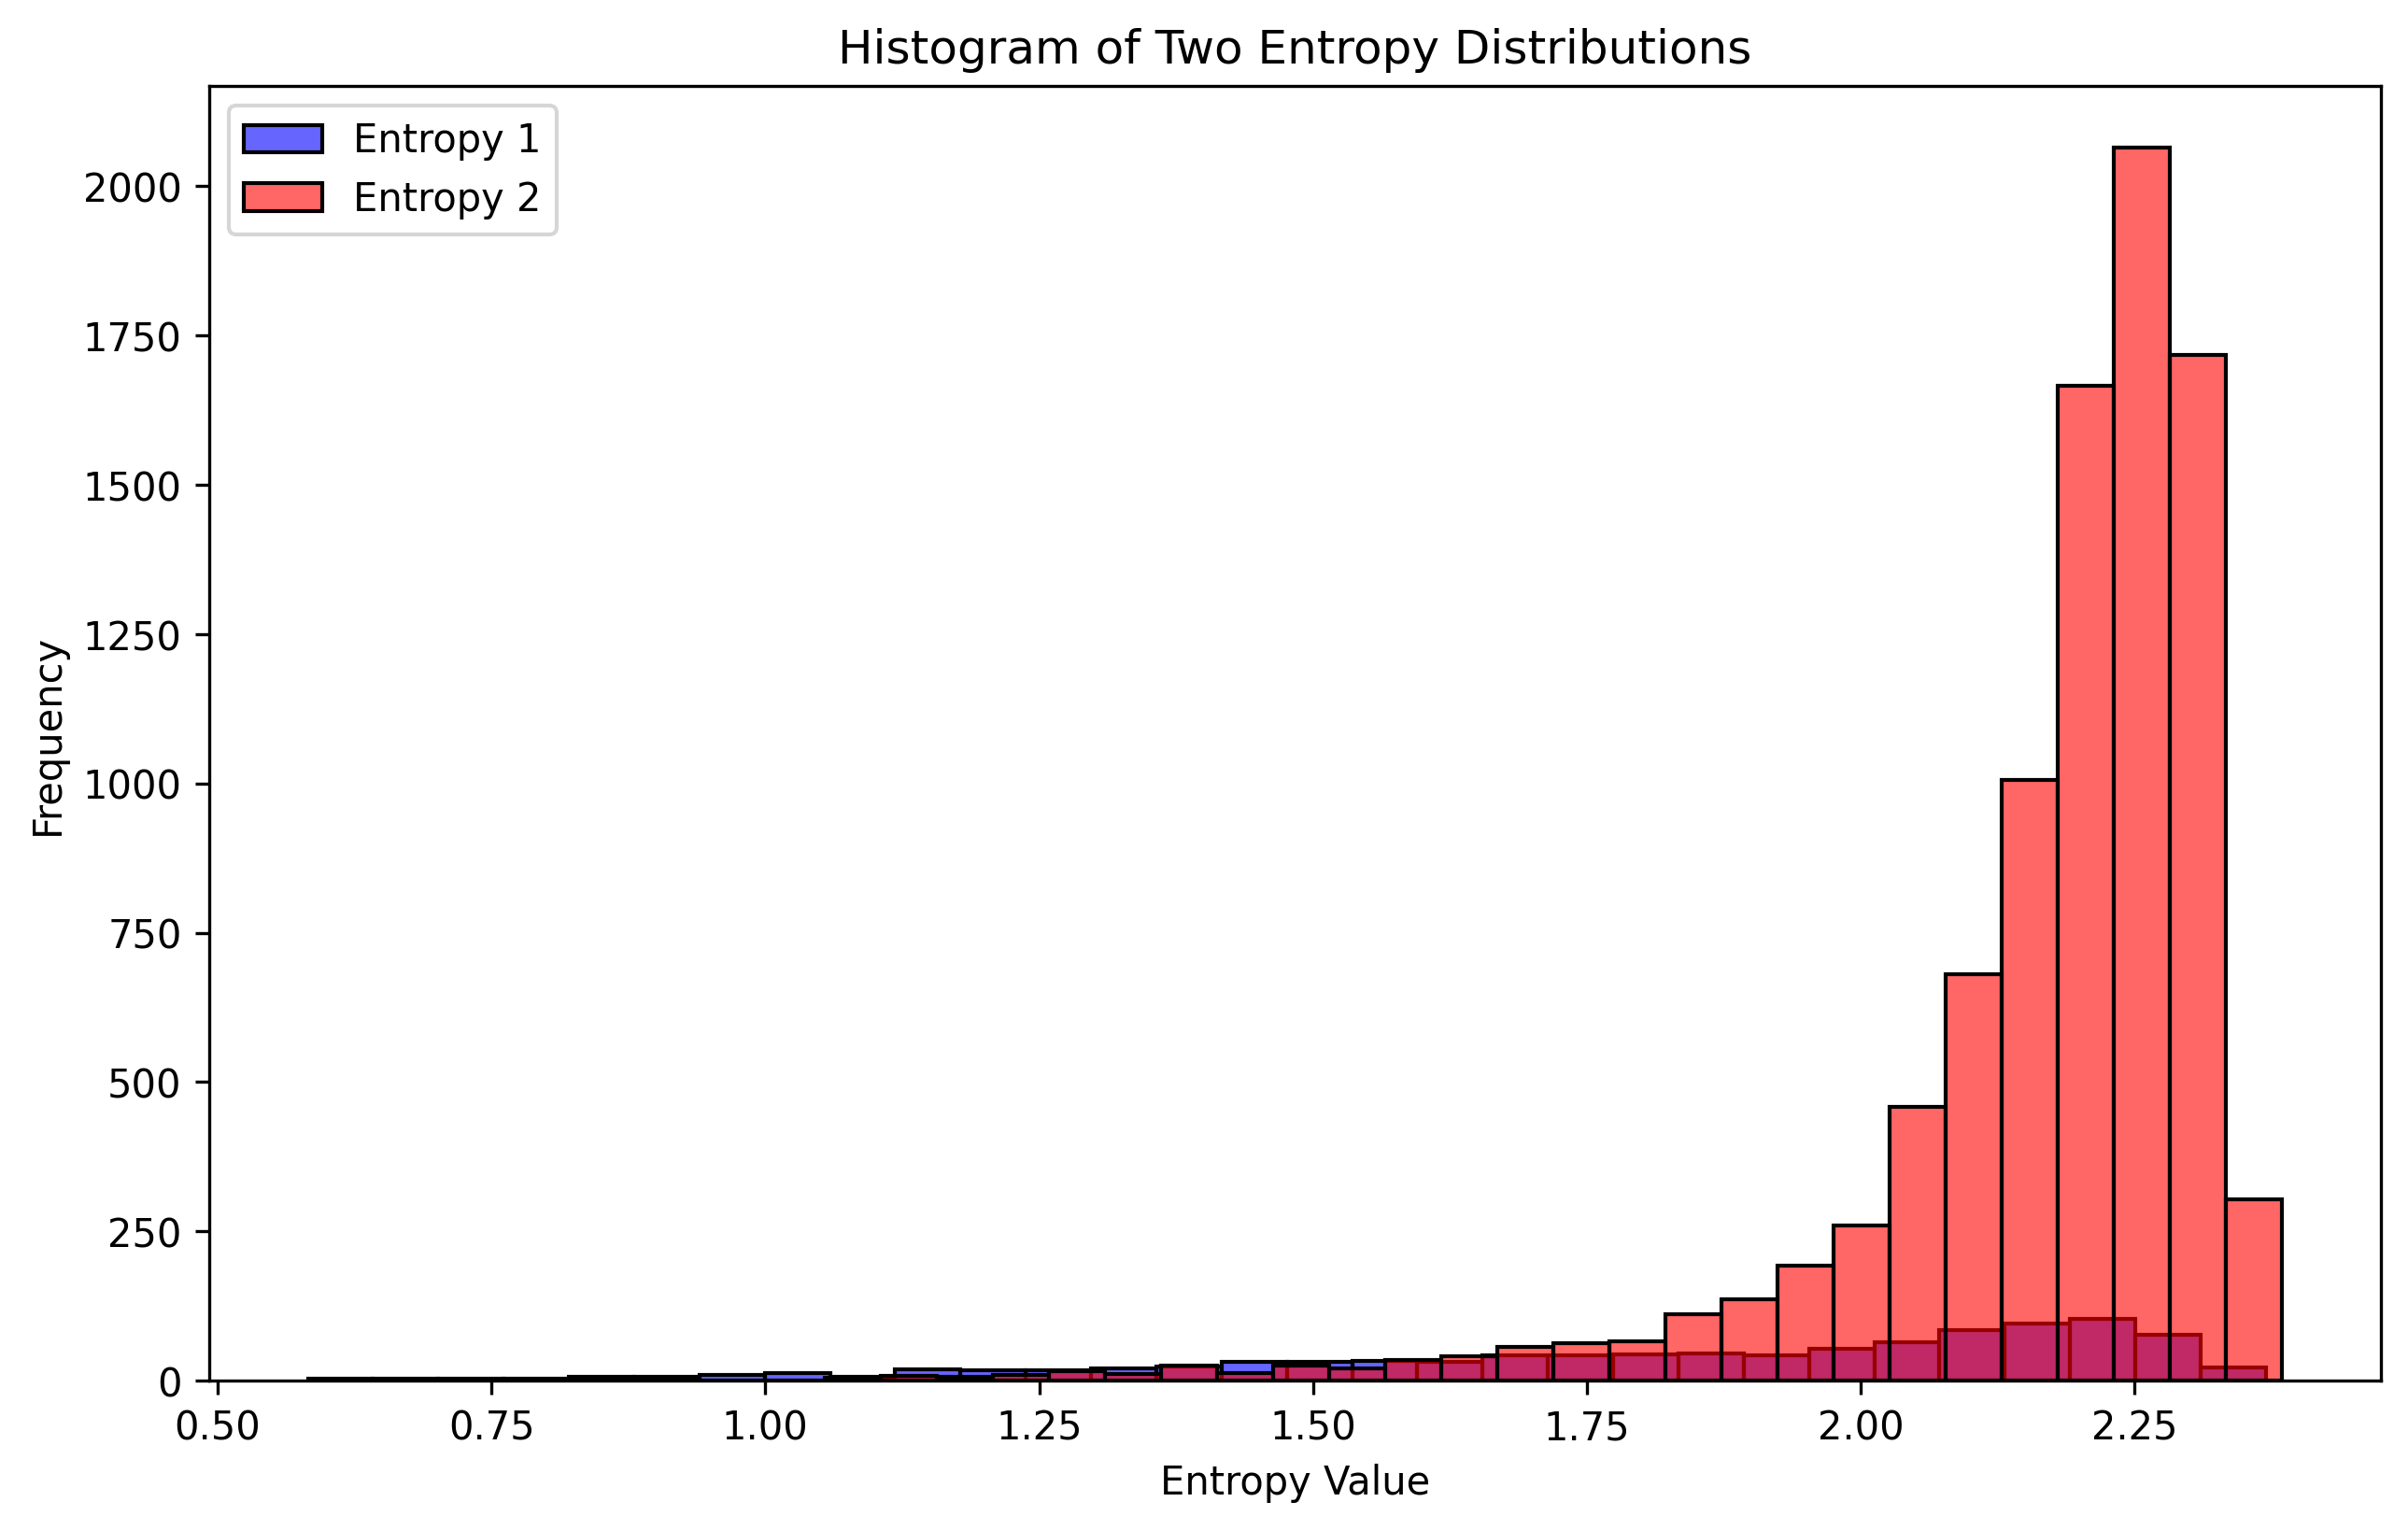 Histogram of Two Entropy Distributions
Entropy 1
Entropy 2
2000
1750
1500
1250
1000
750
500
250
0
Frequency
0.50 0.75 1.00 1.25 1.50 1.75 2.00 2.25
Entropy Value